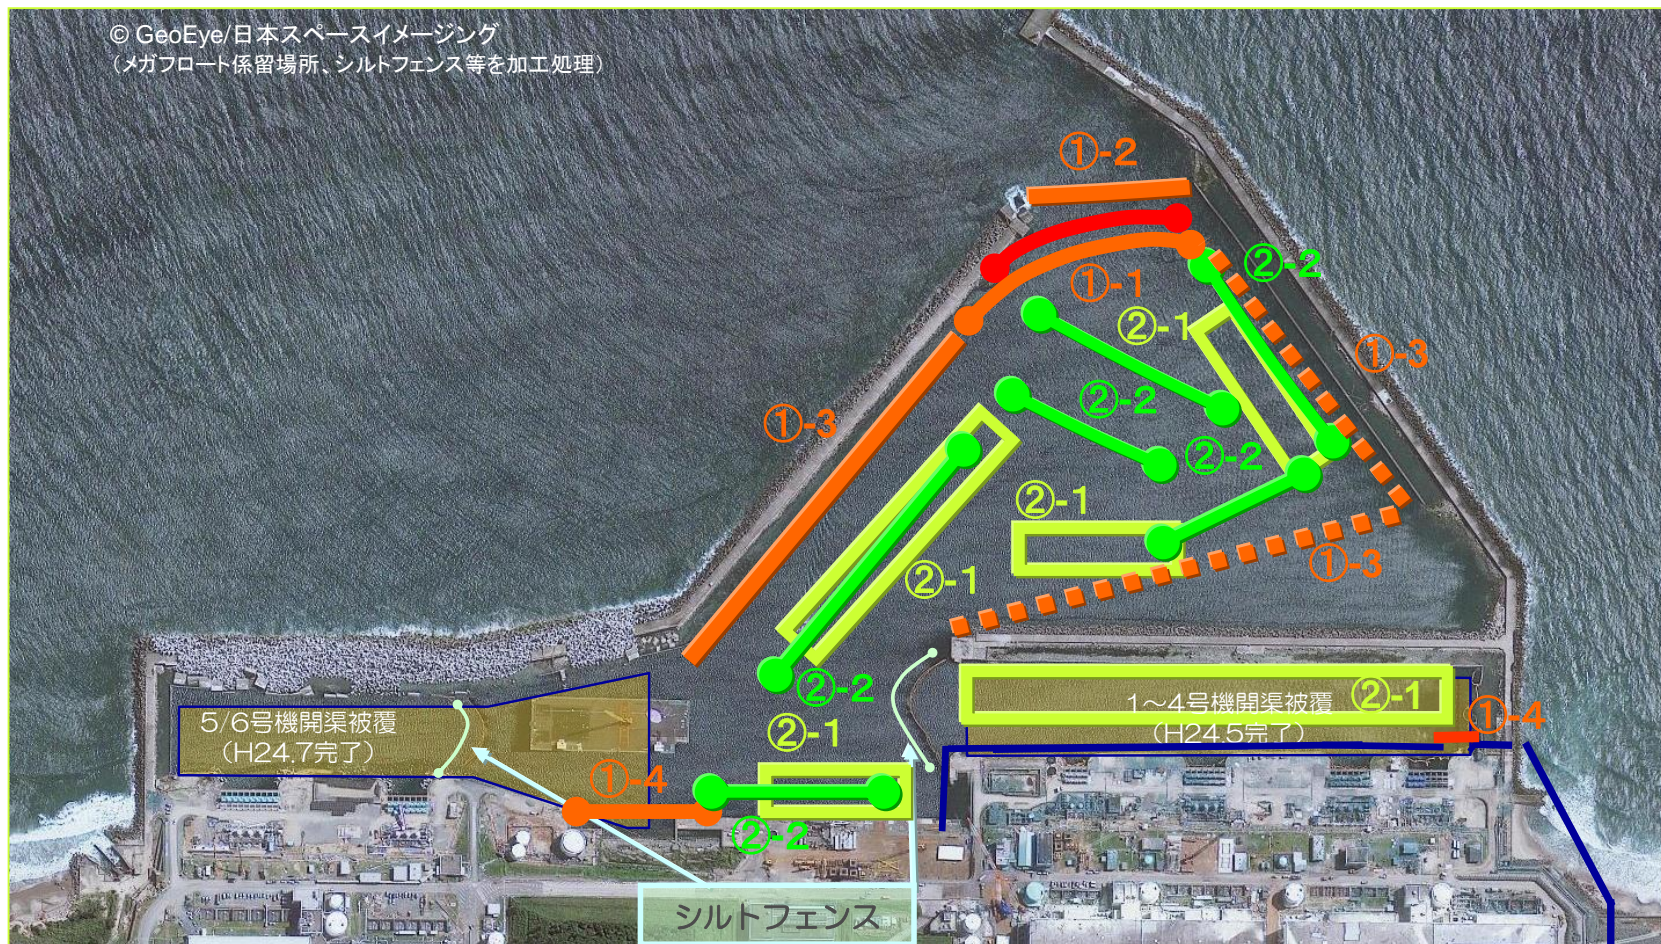 © GeoEye/日本スペースイメージング
（メガフロート係留場所、シルトフェンス等を加工処理）
①-2
②-2
①-1
②-1
①-3
②-2
①-3
②-2
②-1
①-3
②-1
②-2
②-1
1～4号機開渠被覆
（H24.5完了）
②-1
①-4
5/6号機開渠被覆
（H24.7完了）
①-4
②-2
シルトフェンス